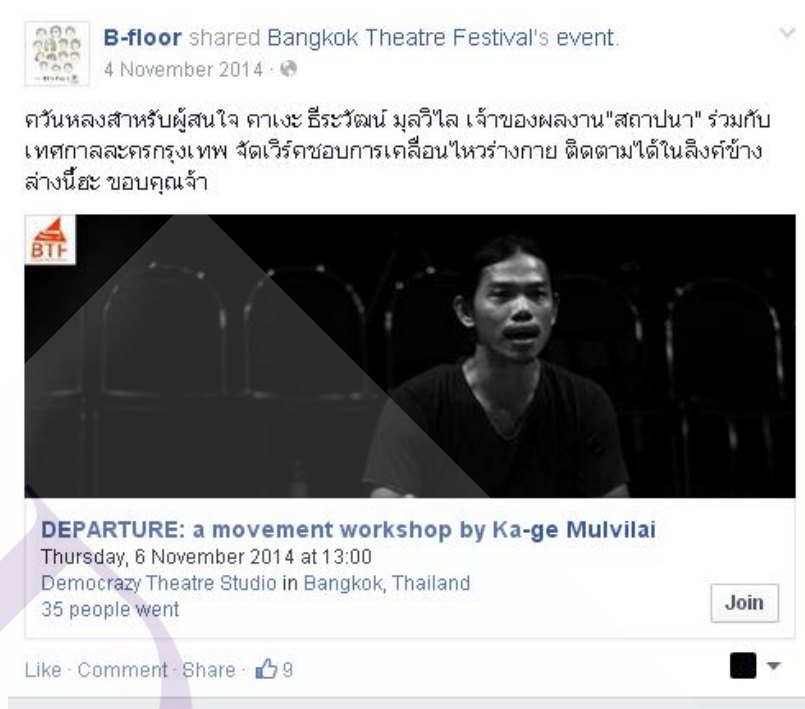 B-floor shared Bangkok Theatre Festival's event.
4 November 2014 ·
ควันหลงสำหรับผู้สนใจ คาเงะ ธีระวัฒน์ มุลวิไล เจ้าของผลงาน"สถาปนา" ร่วมกับ
เทศกาลละครกรุงเทพ จัดเวิร์คชอบการเคลื่อนไหวร่างกาย ติดตามได้ในลิงค์ข้าง
ล่างนี้ฮะ ขอบคุณจ้า
BTF
DEPARTURE: a movement workshop by Ka-ge Mulvilai
Thursday, 6 November 2014 at 13:00
Democrazy Theatre Studio in Bangkok, Thailand
35 people went
Join
Like · Comment · Share · 9